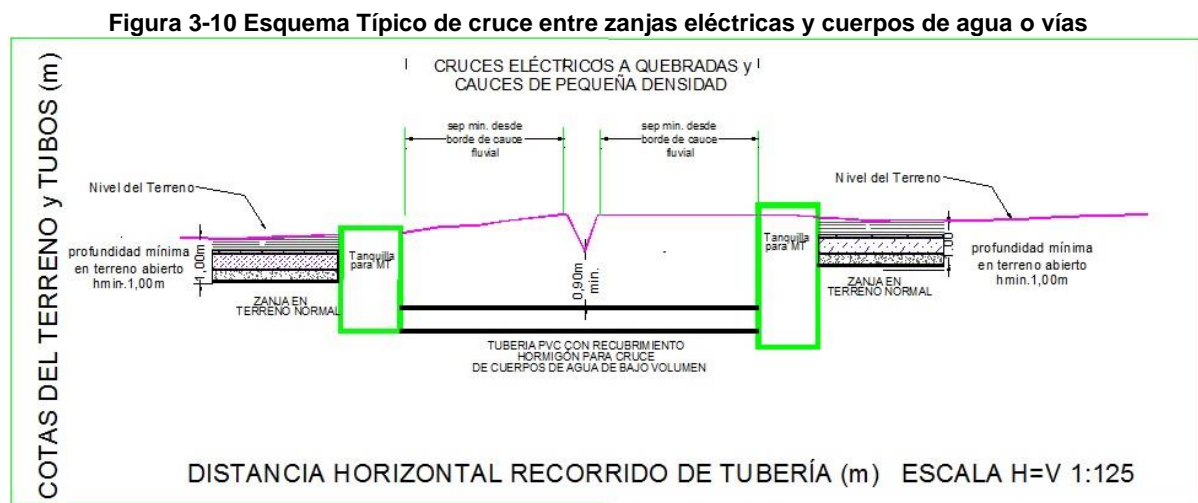 Figura 3-10 Esquema Típico de cruce entre zanjas eléctricas y cuerpos de agua o vías
COTAS DEL TERRENO y TUBOS (m)
CRUCES ELÉCTRICOS A QUEBRADAS y
CAUCES DE PEQUEÑA DENSIDAD
sep min. desde
borde de cauce
fluvial
sep min. desde
borde de cauce
fluvial
Nivel del Terreno
Nivel del Terreno
profundidad mínima
en terreno abierto
hmin.1,00m
1,00m
Tanquilla
para MT
ZANJA EN
TERRENO NORMAL
0,90m
min.
Tanquilla
para MT
1.00
profundidad mínima
en terreno abierto
hmin.1,00m
ZANJA EN
TERRENO NORMAL
TUBERIA PVC CON RECUBRIMIENTO
HORMIGÓN PARA CRUCE
DE CUERPOS DE AGUA DE BAJO VOLUMEN
DISTANCIA HORIZONTAL RECORRIDO DE TUBERÍA (m) ESCALA H=V 1:125